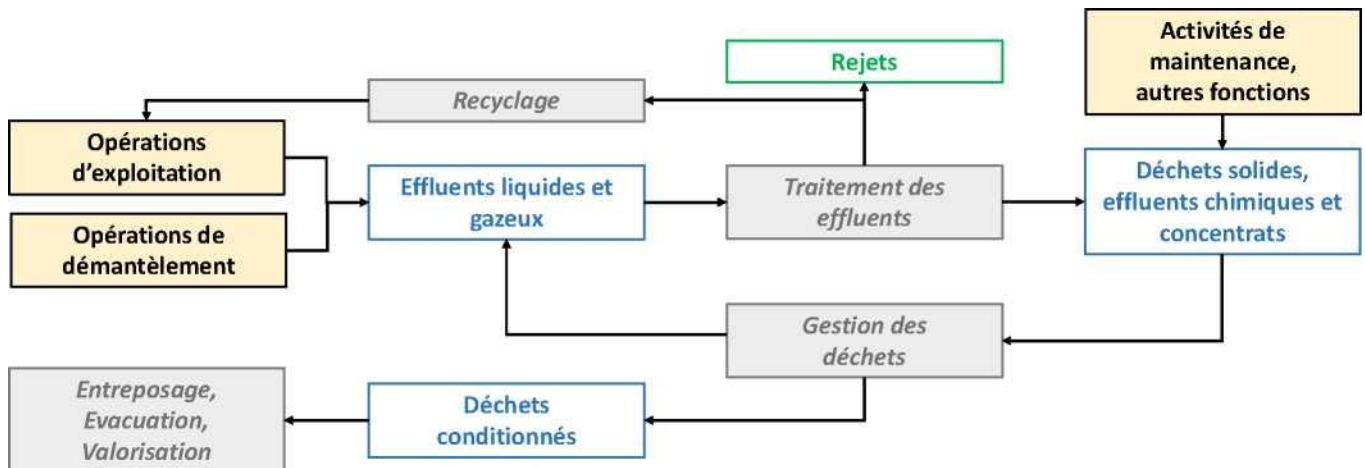 Activités de
maintenance,
autres fonctions
Rejets
Recyclage
Opérations
d’exploitation
Effluents liquides et
gazeux
Traitement des
effluents
Déchets solides,
effluents chimiques et
concentrats
Opérations de
démantèlement
Gestion des
déchets
Entreposage,
Evacuation,
Valorisation
Déchets
conditionnés